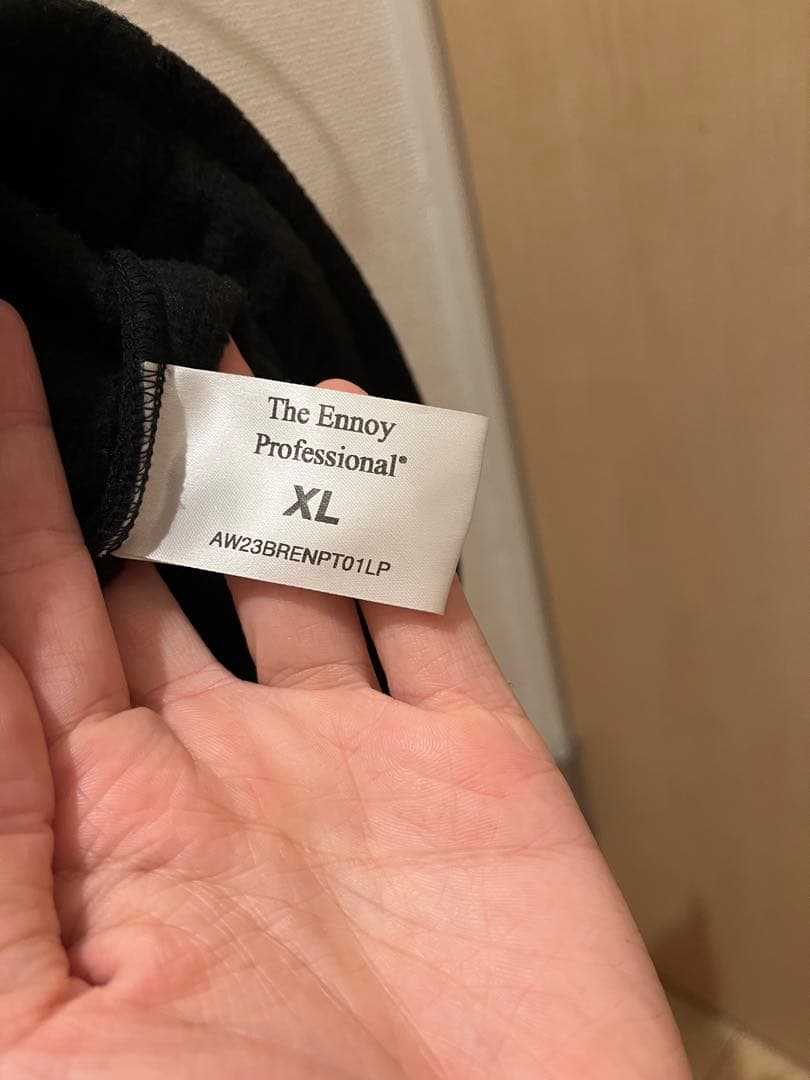 The Ennoy
Professional®
XL
AW23BRENPT01LP